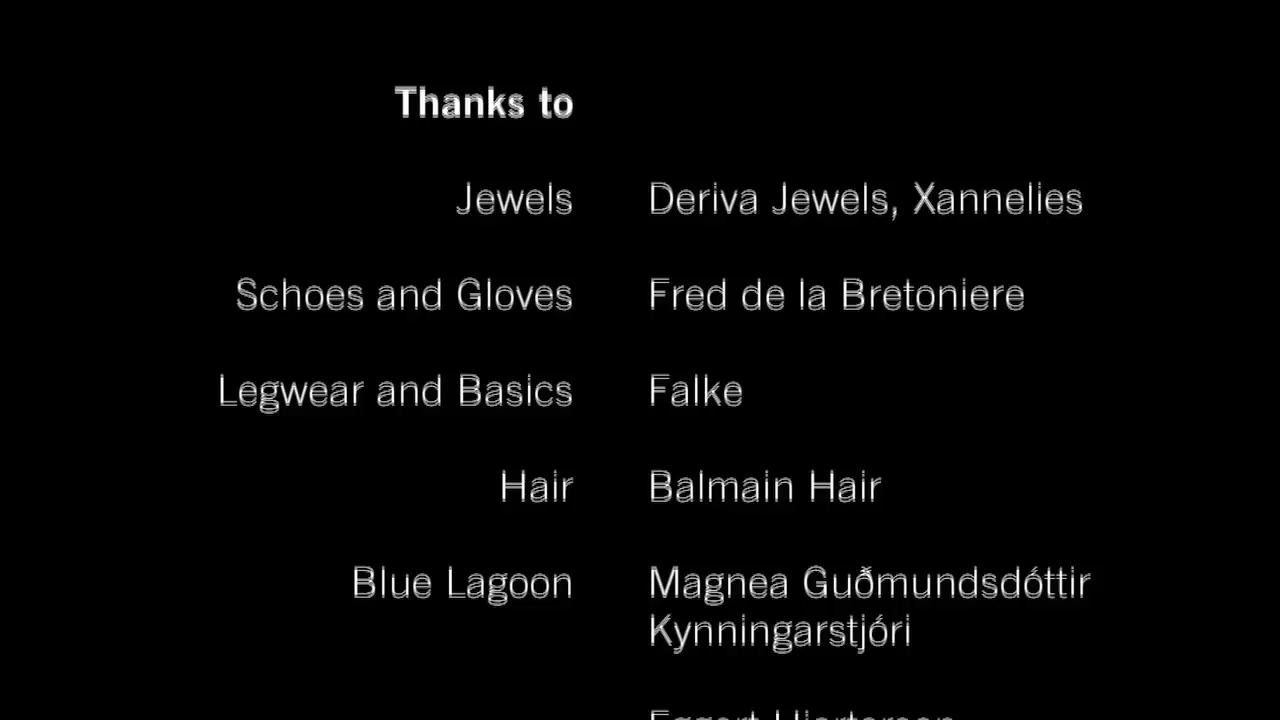 Thanks to
Jewels Deriva Jewels, Xannelies
Schoes and Gloves Fred de la Bretoniere
Legwear and Basics Falke
Hair Balmain Hair
Blue Lagoon Magnea Guðmundsdóttir
Kynningarstjóri